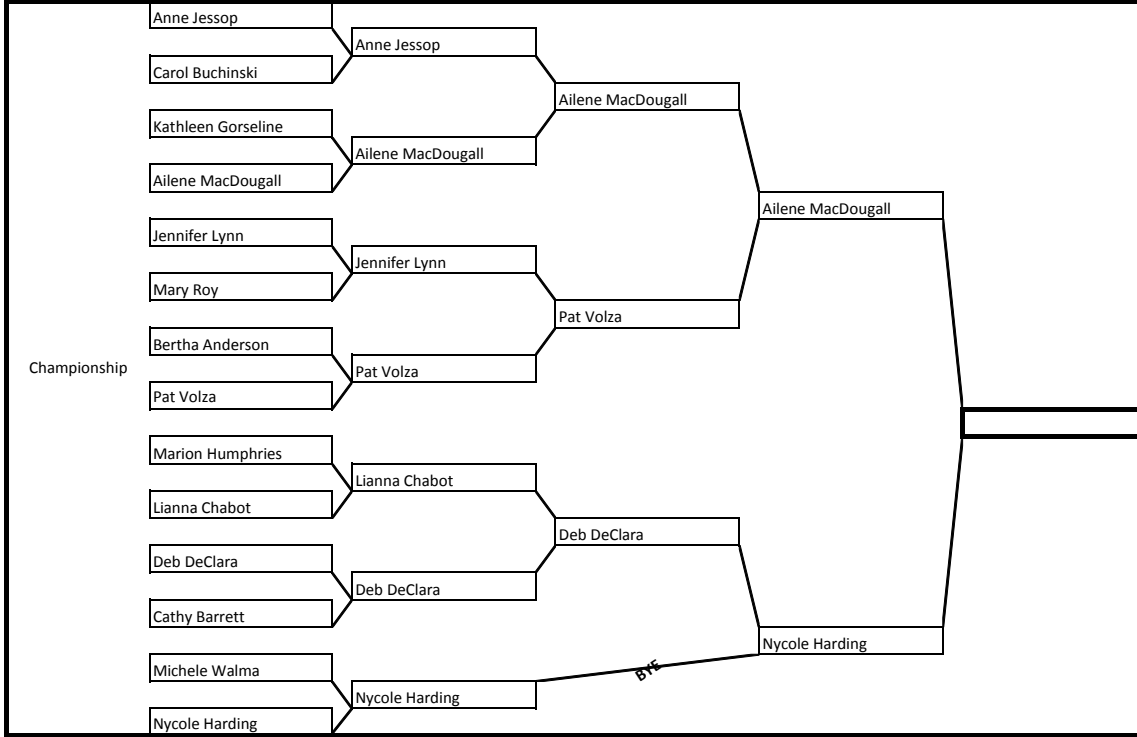 Anne Jessop
Anne Jessop
Carol Buchinski
Ailene MacDougall
Kathleen Gorseline
Ailene MacDougall
Ailene MacDougall
Ailene MacDougall
Jennifer Lynn
Jennifer Lynn
Mary Roy
Pat Volza
Bertha Anderson
Championship
Pat Volza
Pat Volza
Marion Humphries
Lianna Chabot
Lianna Chabot
Deb DeClara
Deb DeClara
Deb DeClara
Cathy Barrett
Nycole Harding
Michele Walma
BYE
Nycole Harding
Nycole Harding